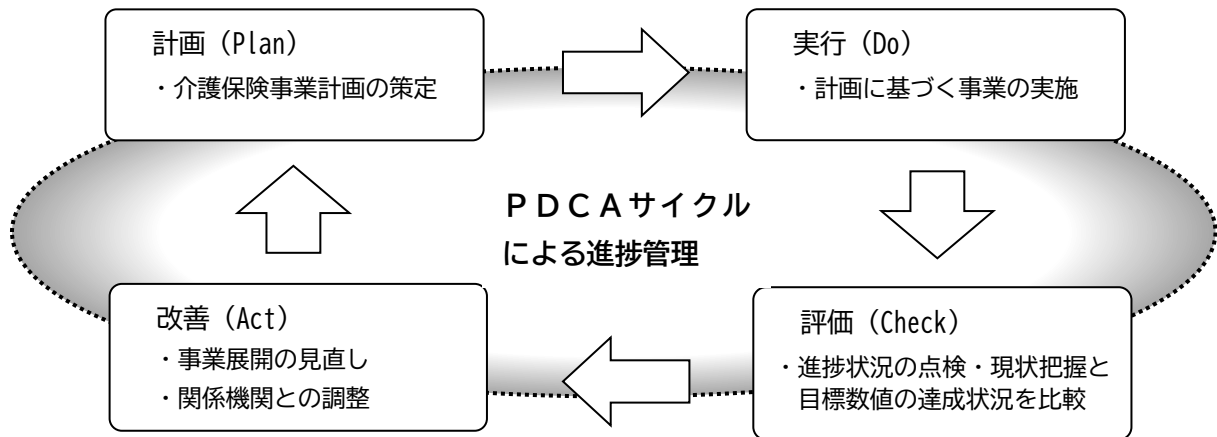 計画（Plan）
・介護保険事業計画の策定
実行（Do）
・計画に基づく事業の実施
ＰＤＣＡサイクル
による進捗管理
改善（Act）
・事業展開の見直し
・関係機関との調整
評価（Check）
・進捗状況の点検・現状把握と
目標数値の達成状況を比較